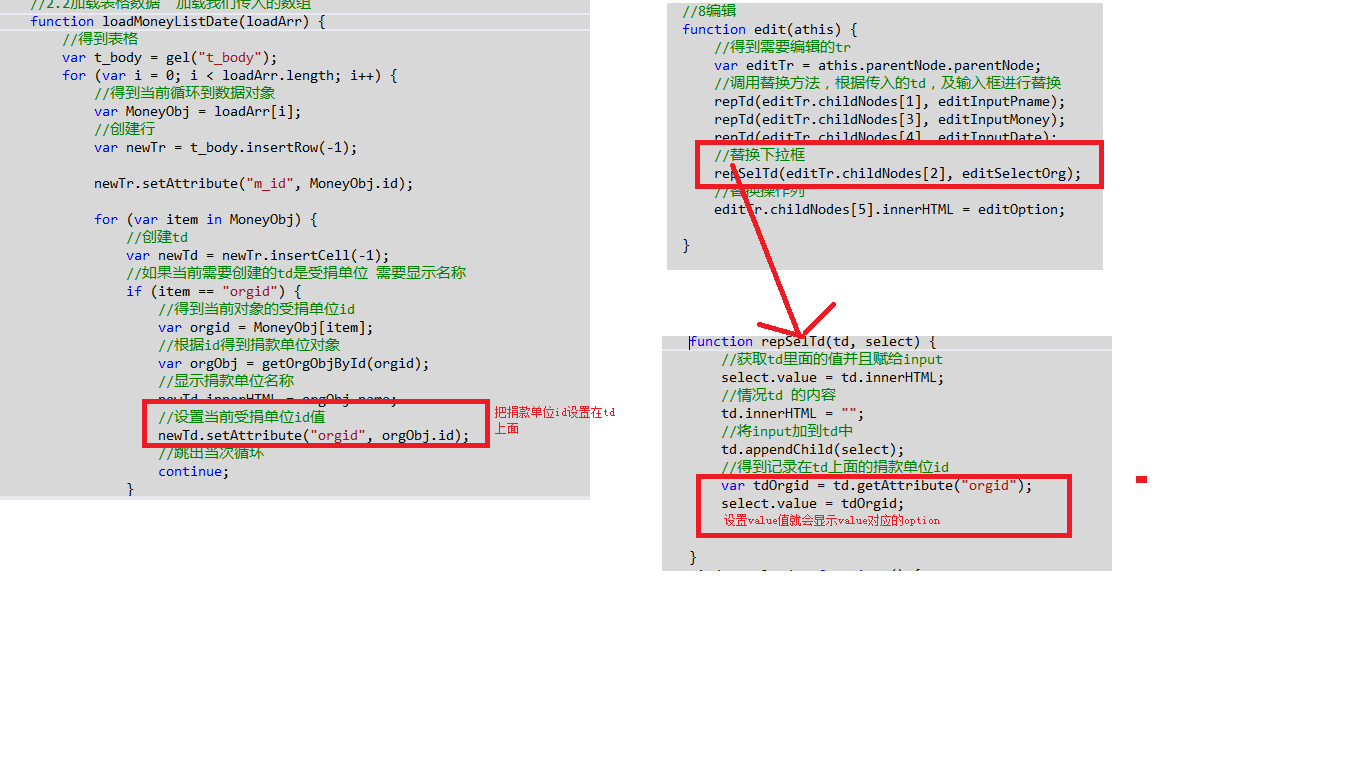 //2.2加载表格数据  加载我们传入的数组
function loadMoneyListDate(loadArr) {
//得到表格
var t_body = gel("t_body");
for (var i = 0; i < loadArr.length; i++) {
//得到当前循环到数据对象
var MoneyObj = loadArr[i];
//创建行
var newTr = t_body.insertRow(-1);
newTr.setAttribute("m_id", MoneyObj.id);
for (var item in MoneyObj) {
//创建td
var newTd = newTr.insertCell(-1);
//如果当前需要创建的td是受捐单位 需要显示名称
if (item == "orgid") {
//得到当前对象的受捐单位id
var orgid = MoneyObj[item];
//根据id得到捐款单位对象
var orgObj = getOrgObjById(orgid);
//显示捐款单位名称
newTd.innerHTML = orgObj.name;
//设置当前受捐单位id值
newTd.setAttribute("orgid", orgObj.id);
//跳出当次循环
continue;
}
把捐款单位id设置在td
上面
//8编辑
function edit(athis) {
//得到需要编辑的tr
var editTr = athis.parentNode.parentNode;
//调用替换方法，根据传入的td，及输入框进行替换
repTd(editTr.childNodes[1], editInputPname);
repTd(editTr.childNodes[3], editInputMoney);
repTd(editTr.childNodes[4], editInputDate);
//替换下拉框
repSelTd(editTr.childNodes[2], editSelectOrg);
//替换操作列
editTr.childNodes[5].innerHTML = editOption;
}
function repSelTd(td, select) {
//获取td里面的值并且赋给input
select.value = td.innerHTML;
//情况td 的内容
td.innerHTML = "";
//将input加到td中
td.appendChild(select);
//得到记录在td上面的捐款单位id
var tdOrgid = td.getAttribute("orgid");
select.value = tdOrgid;
设置value值就会显示value对应的option
}